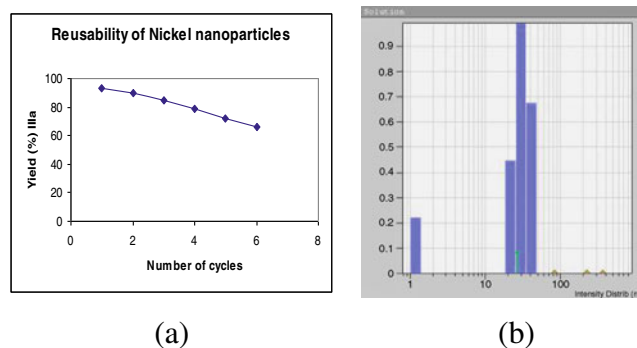 Reusability of Nickel nanoparticles
Yield (%) IIIa
100
80
60
40
20
0
0 2 4 6 8
Number of cycles
(a)
Solution
0.9
0.8
0.7
0.6
0.5
0.4
0.3
0.2
0.1
0
1 10 100
Intensity Distrib (n
(b)